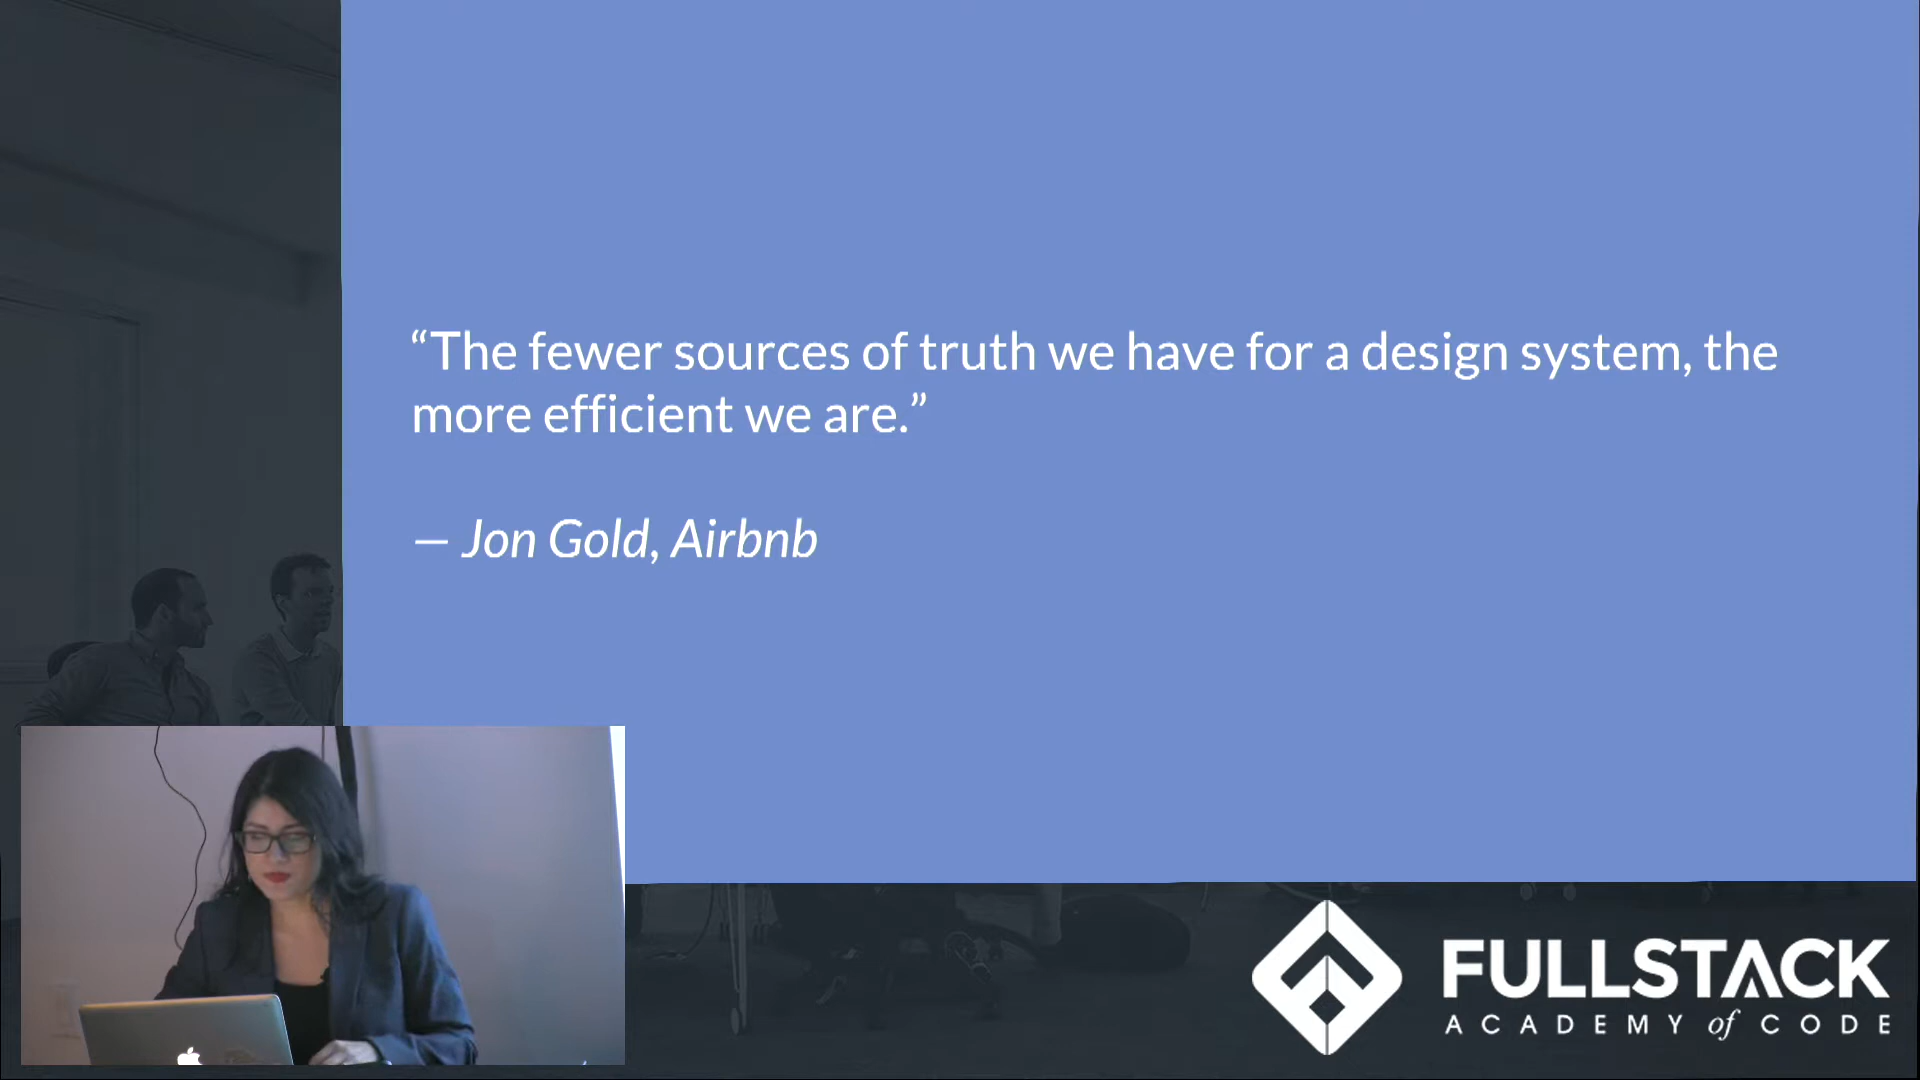 “The fewer sources of truth we have for a design system, the
more efficient we are.”
— Jon Gold, Airbnb
FULLSTACK
ACADEMY of CODE